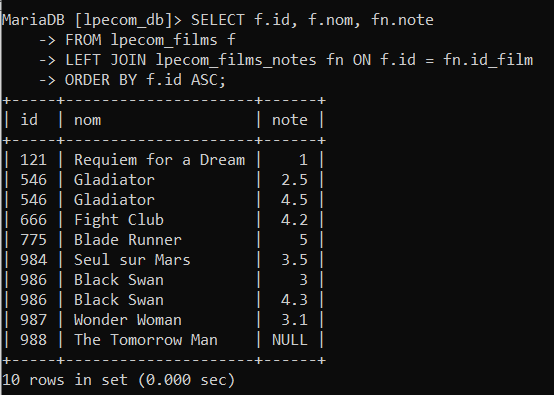 MariaDB [lpecom_db]> SELECT f.id, f.nom, fn.note
    -> FROM lpecom_films f
    -> LEFT JOIN lpecom_films_notes fn ON f.id = fn.id_film
    -> ORDER BY f.id ASC;
+-----+---------------------+------+
| id  | nom                 | note |
+-----+---------------------+------+
| 121 | Requiem for a Dream |    1 |
| 546 | Gladiator           |  2.5 |
| 546 | Gladiator           |  4.5 |
| 666 | Fight Club          |  4.2 |
| 775 | Blade Runner        |    5 |
| 984 | Seul sur Mars       |  3.5 |
| 986 | Black Swan          |    3 |
| 986 | Black Swan          |  4.3 |
| 987 | Wonder Woman        |  3.1 |
| 988 | The Tomorrow Man    | NULL |
+-----+---------------------+------+
10 rows in set (0.000 sec)